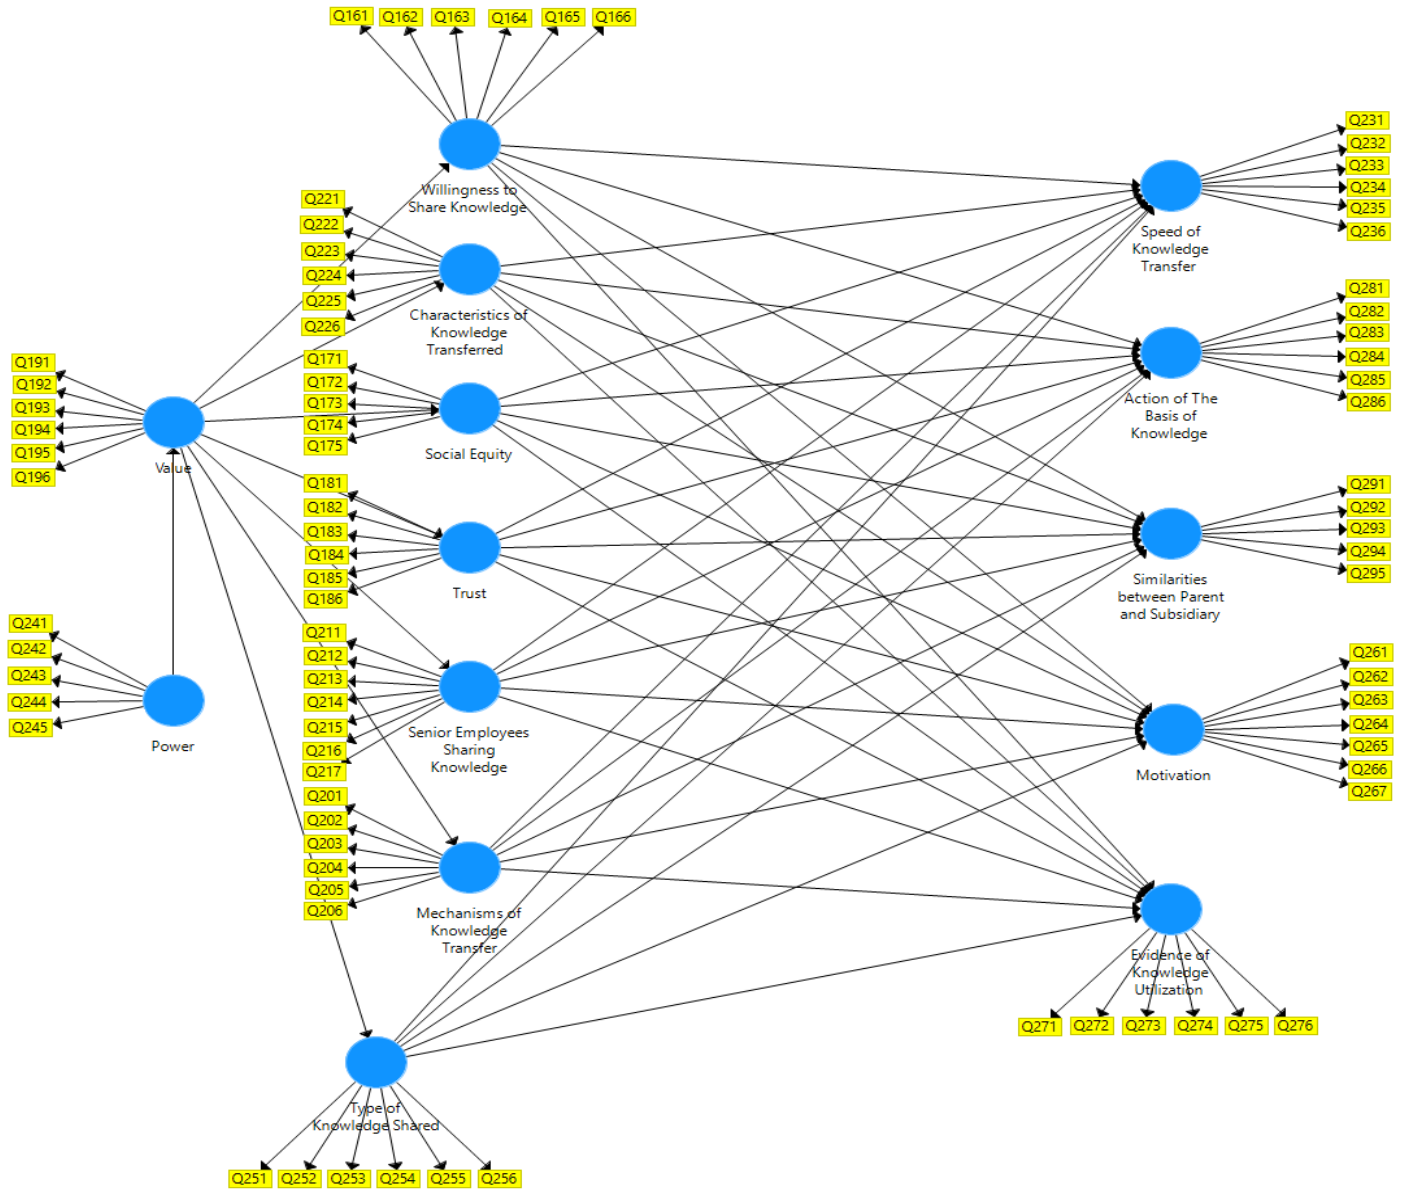 Q161 Q162 Q163 Q164 Q165 Q166
Willingness to
Share Knowledge
Q221
Q222
Q223
Q224
Q225
Q226
Characteristics of
Knowledge
Transferred
Q171
Q172
Q173
Q174
Q175
Social Equity
Q191
Q192
Q193
Q194
Q195
Q196
Value
Q181
Q182
Q183
Q184
Q185
Q186
Trust
Q241
Q242
Q243
Q244
Q245
Power
Q211
Q212
Q213
Q214
Q215
Q216
Q217
Senior Employees
Sharing
Knowledge
Q201
Q202
Q203
Q204
Q205
Q206
Mechanisms of
Knowledge
Transfer
Type of
Knowledge Shared
Q251 Q252 Q253 Q254 Q255 Q256
Q231
Q232
Q233
Q234
Q235
Q236
Speed of
Knowledge
Transfer
Q281
Q282
Q283
Q284
Q285
Q286
Action of The
Basis of
Knowledge
Q291
Q292
Q293
Q294
Q295
Similarities
between Parent
and Subsidiary
Q261
Q262
Q263
Q264
Q265
Q266
Q267
Motivation
Evidence of
Knowledge
Utilization
Q271 Q272 Q273 Q274 Q275 Q276